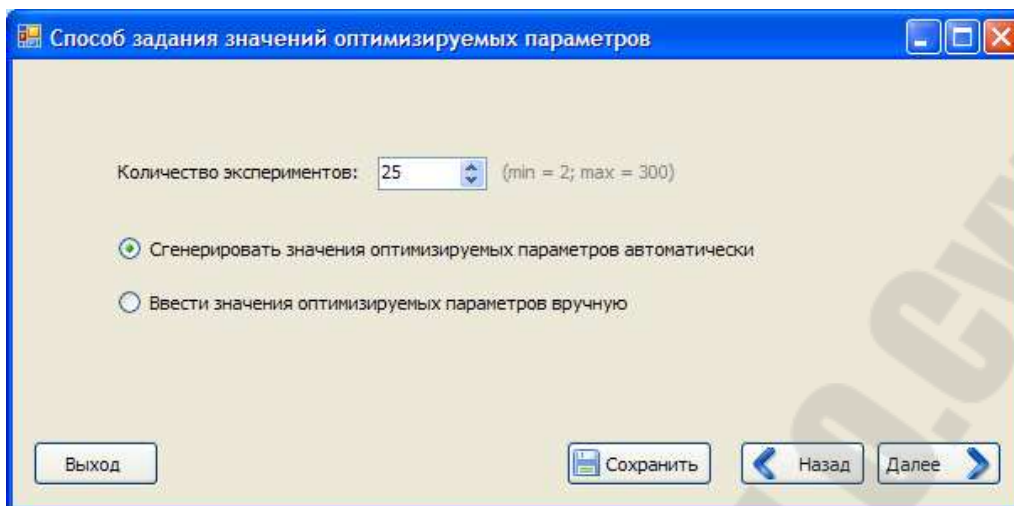 Способ задания значений оптимизируемых параметров
Количество экспериментов: 25 (min = 2; max = 300)
Сгенерировать значения оптимизируемых параметров автоматически
Ввести значения оптимизируемых параметров вручную
Выход Сохранить Назад Далее